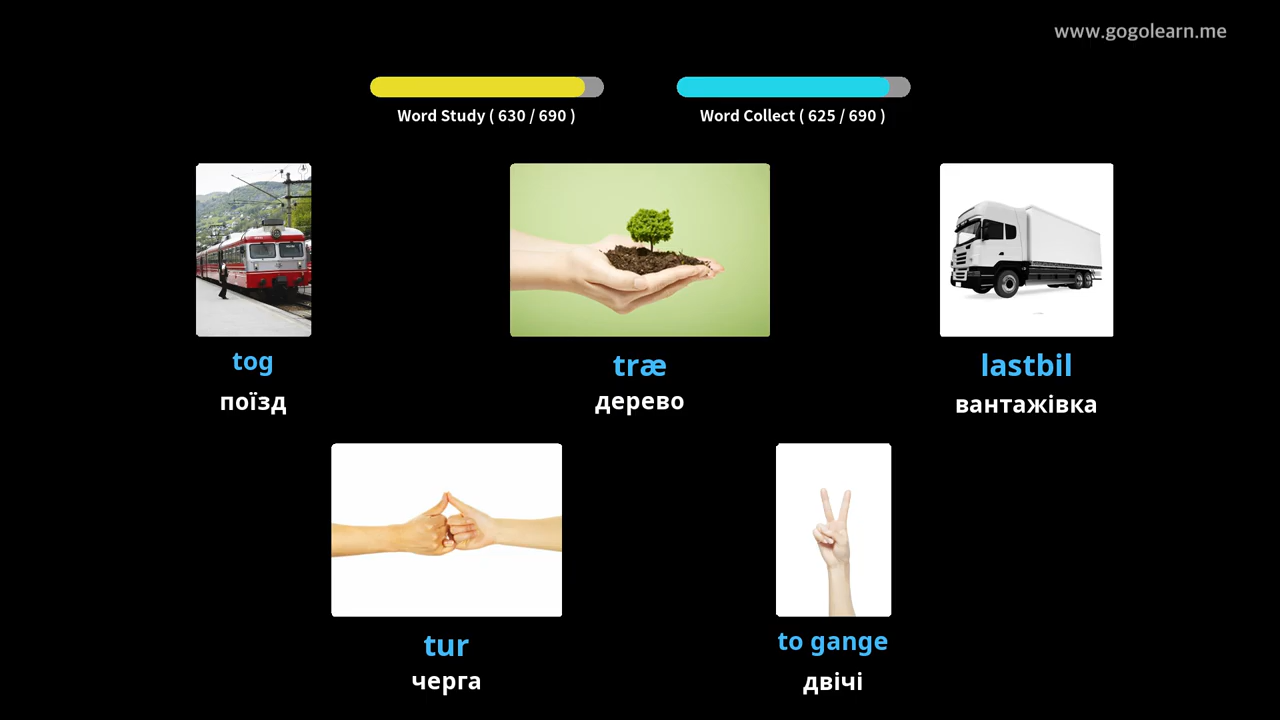 www.gogolearn.me
Word Study ( 630 / 690 )
Word Collect ( 625 / 690 )
tog
поїзд
træ
дерево
lastbil
вантажівка
tur
черга
to gange
двічі